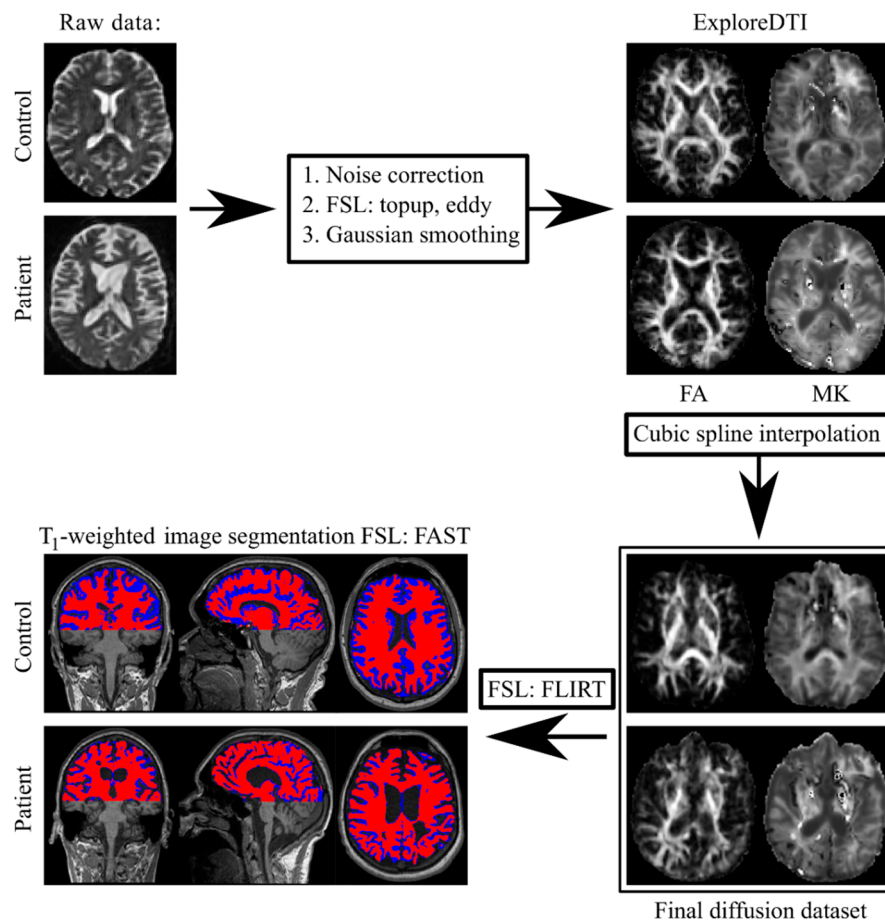 Raw data:
ExploreDTI
Control
Patient
1. Noise correction
2. FSL: topup, eddy
3. Gaussian smoothing
FA
MK
Cubic spline interpolation
T₁-weighted image segmentation FSL: FAST
Control
Patient
FSL: FLIRT
Final diffusion dataset